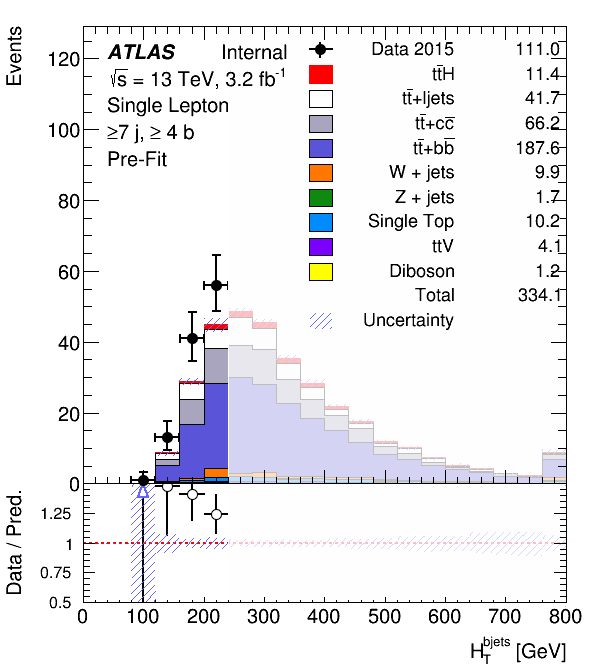 Events
ATLAS Internal
√s = 13 TeV, 3.2 fb⁻¹
Single Lepton
≥7 j, ≥ 4 b
Pre-Fit
Data 2015 111.0
tt̄H 11.4
tt̄+ljets 41.7
tt̄+cc̄ 66.2
tt̄+bb̄ 187.6
W + jets 9.9
Z + jets 1.7
Single Top 10.2
ttV 4.1
Diboson 1.2
Total 334.1
Uncertainty
120
100
80
60
40
20
0
Data / Pred.
1.25
1
0.75
0.5
0 100 200 300 400 500 600 700 800
H_T^bjets [GeV]